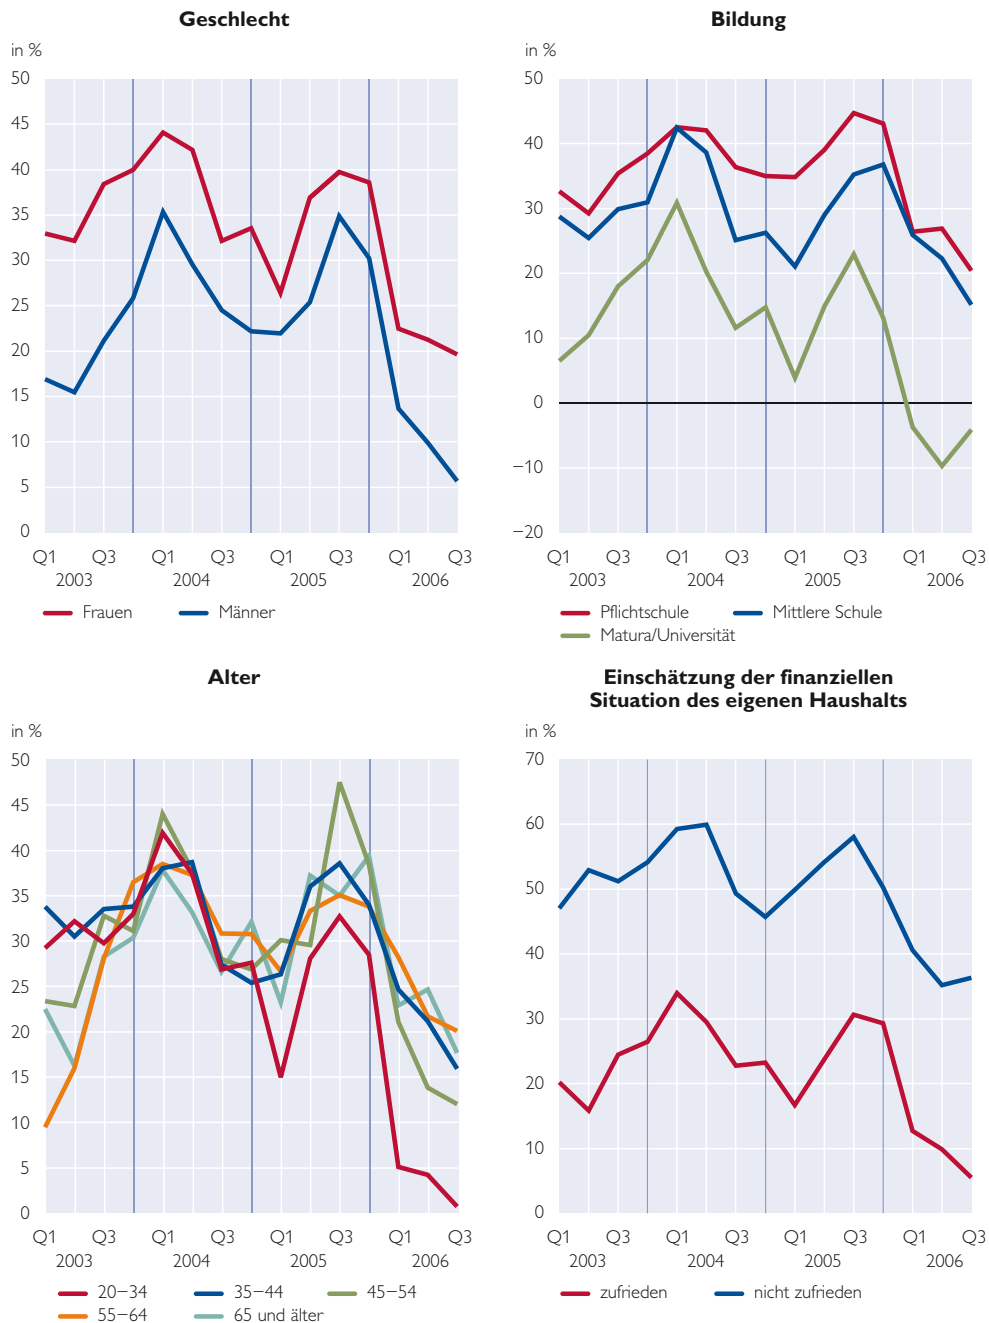 Geschlecht
in %
50
45
40
35
30
25
20
15
10
5
0
Q1 Q3 Q1 Q3 Q1 Q3 Q1 Q3
2003 2004 2005 2006
Frauen Männer
Bildung
in %
50
40
30
20
10
0
−10
−20
Q1 Q3 Q1 Q3 Q1 Q3 Q1 Q3
2003 2004 2005 2006
Pflichtschule Mittlere Schule
Matura/Universität
Alter
in %
50
45
40
35
30
25
20
15
10
5
0
Q1 Q3 Q1 Q3 Q1 Q3 Q1 Q3
2003 2004 2005 2006
20−34 35−44 45−54
55−64 65 und älter
Einschätzung der finanziellen
Situation des eigenen Haushalts
in %
70
60
50
40
30
20
10
0
Q1 Q3 Q1 Q3 Q1 Q3 Q1 Q3
2003 2004 2005 2006
zufrieden nicht zufrieden